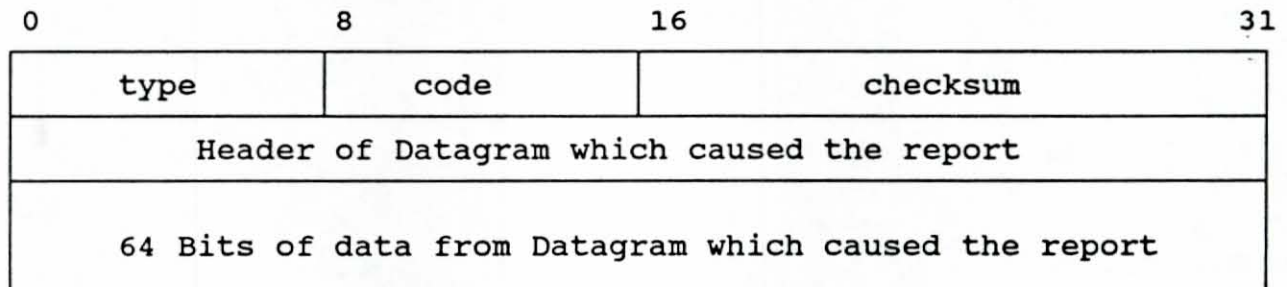 0 8 16 31
type code checksum
Header of Datagram which caused the report
64 Bits of data from Datagram which caused the report